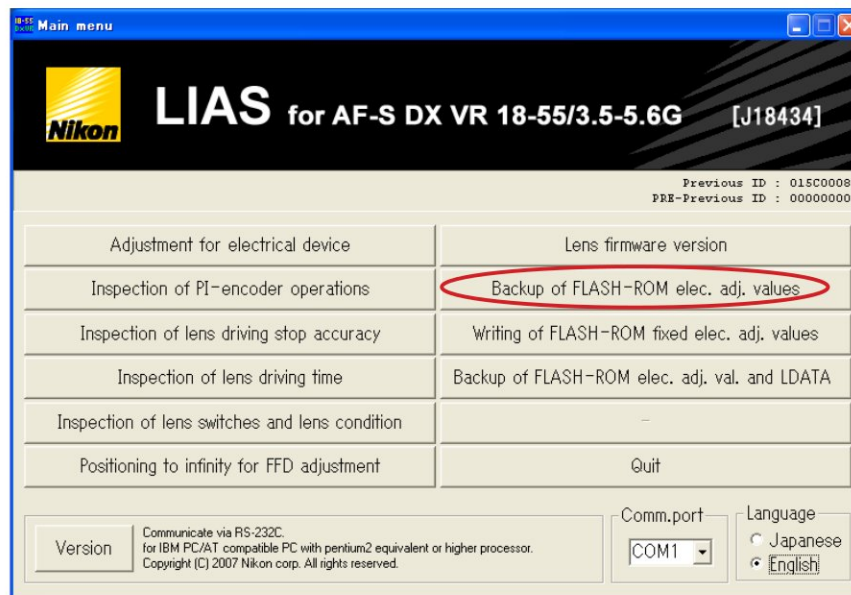 Main menu
Nikon
LIAS for AF-S DX VR 18-55/3.5-5.6G [J18434]
Previous ID : 015C0008
PRE-Previous ID : 00000000
Adjustment for electrical device
Lens firmware version
Inspection of PI-encoder operations
Backup of FLASH-ROM elec. adj. values
Inspection of lens driving stop accuracy
Writing of FLASH-ROM fixed elec. adj. values
Inspection of lens driving time
Backup of FLASH-ROM elec. adj. val. and LDATA
Inspection of lens switches and lens condition
-
Positioning to infinity for FFD adjustment
Quit
Version
Communicate via RS-232C.
for IBM PC/AT compatible PC with pentium2 equivalent or higher processor.
Copyright (C) 2007 Nikon corp. All rights reserved.
Comm.port
COM1
Language
Japanese
English